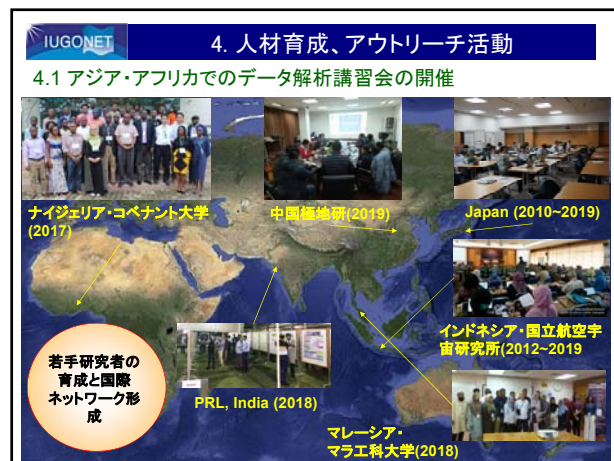 IUGONET
4. 人材育成、アウトリーチ活動
4.1 アジア・アフリカでのデータ解析講習会の開催
ナイジェリア・コベナント大学
(2017)
中国極地研(2019)
Japan (2010~2019)
インドネシア・国立航空宇
宙研究所(2012~2019
若手研究者の
育成と国際
ネットワーク形
成
PRL, India (2018)
マレーシア・
マラエ科大学(2018)